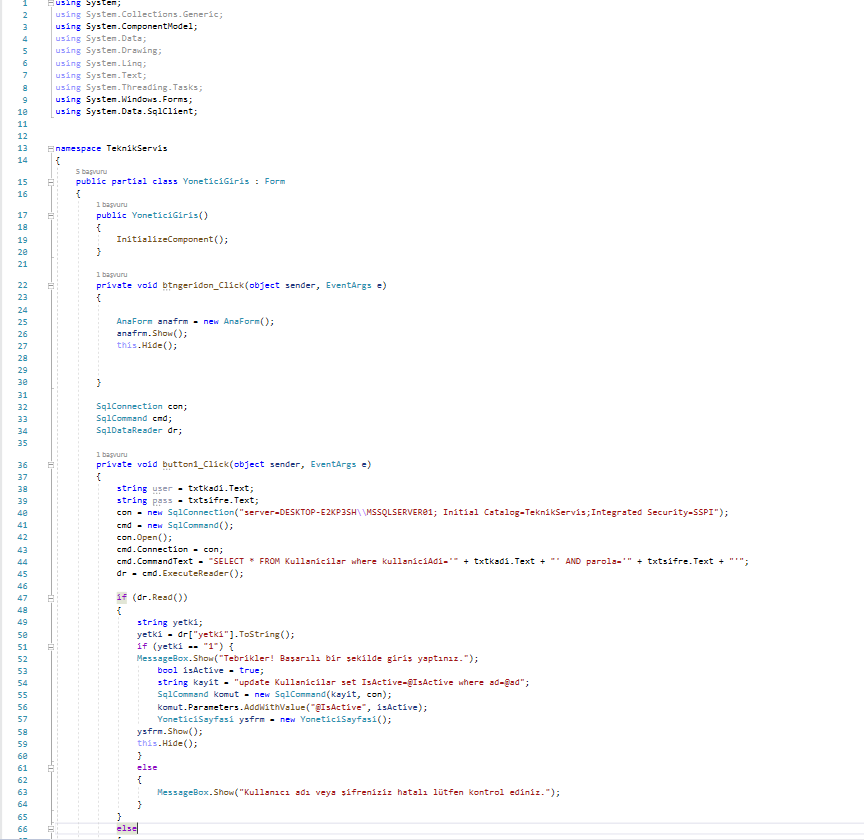 1 using System;
2 using System.Collections.Generic;
3 using System.ComponentModel;
4 using System.Data;
5 using System.Drawing;
6 using System.Linq;
7 using System.Text;
8 using System.Threading.Tasks;
9 using System.Windows.Forms;
10 using System.Data.SqlClient;
11
12
13 namespace TeknikServis
14 {
5 başvuru
15 public partial class YoneticiGiris : Form
16 {
1 başvuru
17 public YoneticiGiris()
18 {
19 InitializeComponent();
20 }
21
1 başvuru
22 private void btngeridon_Click(object sender, EventArgs e)
23 {
24
25 AnaForm anafrm = new AnaForm();
26 anafrm.Show();
27 this.Hide();
28
29
30 }
31
32 SqlConnection con;
33 SqlCommand cmd;
34 SqlDataReader dr;
35
1 başvuru
36 private void button1_Click(object sender, EventArgs e)
37 {
38 string user = txtkadi.Text;
39 string pass = txtsifre.Text;
40 con = new SqlConnection("server=DESKTOP-E2KP3SH\\MSSQLSERVER01; Initial Catalog=TeknikServis;Integrated Security=SSPI");
41 cmd = new SqlCommand();
42 con.Open();
43 cmd.Connection = con;
44 cmd.CommandText = "SELECT * FROM Kullanicilar where kullaniciAdi='" + txtkadi.Text + "' AND parola='" + txtsifre.Text + "'";
45 dr = cmd.ExecuteReader();
46
47 if (dr.Read())
48 {
49 string yetki;
50 yetki = dr["yetki"].ToString();
51 if (yetki == "1") {
52 MessageBox.Show("Tebrikler! Başarılı bir şekilde giriş yaptınız.");
53 bool isActive = true;
54 string kayit = "update Kullanicilar set IsActive=@IsActive where ad=@ad";
55 SqlCommand komut = new SqlCommand(kayit, con);
56 komut.Parameters.AddWithValue("@IsActive", isActive);
57 YoneticiSayfasi ysfrm = new YoneticiSayfasi();
58 ysfrm.Show();
59 this.Hide();
60 }
61 else
62 {
63 MessageBox.Show("Kullanıcı adı veya şifreniziz hatalı lütfen kontrol ediniz.");
64 }
65 }
66 else